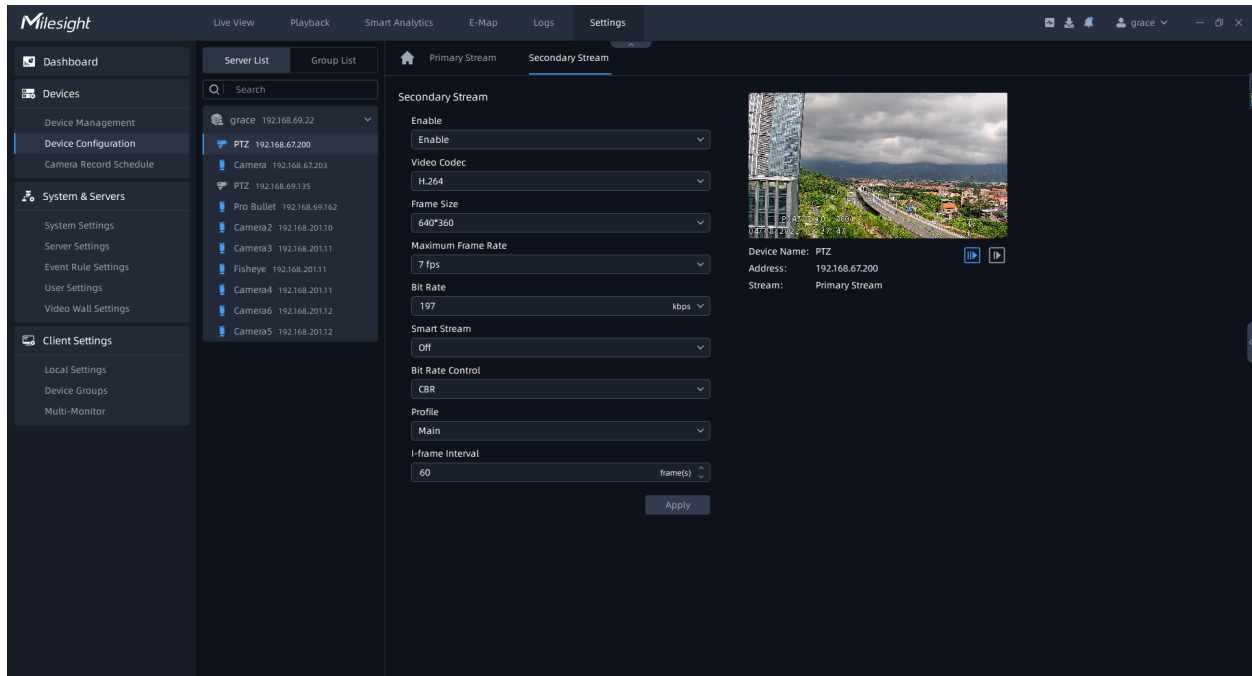 Milesight
Live View
Playback
Smart Analytics
E-Map
Logs
Settings
grace
Dashboard
Devices
Device Management
Device Configuration
Camera Record Schedule
System & Servers
System Settings
Server Settings
Event Rule Settings
User Settings
Video Wall Settings
Client Settings
Local Settings
Device Groups
Multi-Monitor
Server List
Group List
Search
grace 192.168.69.22
PTZ 192.168.67.200
Camera 192.168.67.203
PTZ 192.168.69.135
Pro Bullet 192.168.69.162
Camera2 192.168.201.10
Camera3 192.168.201.11
Fisheye 192.168.201.11
Camera4 192.168.201.11
Camera6 192.168.201.12
Camera5 192.168.201.12
Primary Stream
Secondary Stream
Secondary Stream
Enable
Enable
Video Codec
H.264
Frame Size
640*360
Maximum Frame Rate
7 fps
Bit Rate
197 kbps
Smart Stream
Off
Bit Rate Control
CBR
Profile
Main
I-frame Interval
60 frame(s)
Apply
Device Name: PTZ
Address: 192.168.67.200
Stream: Primary Stream